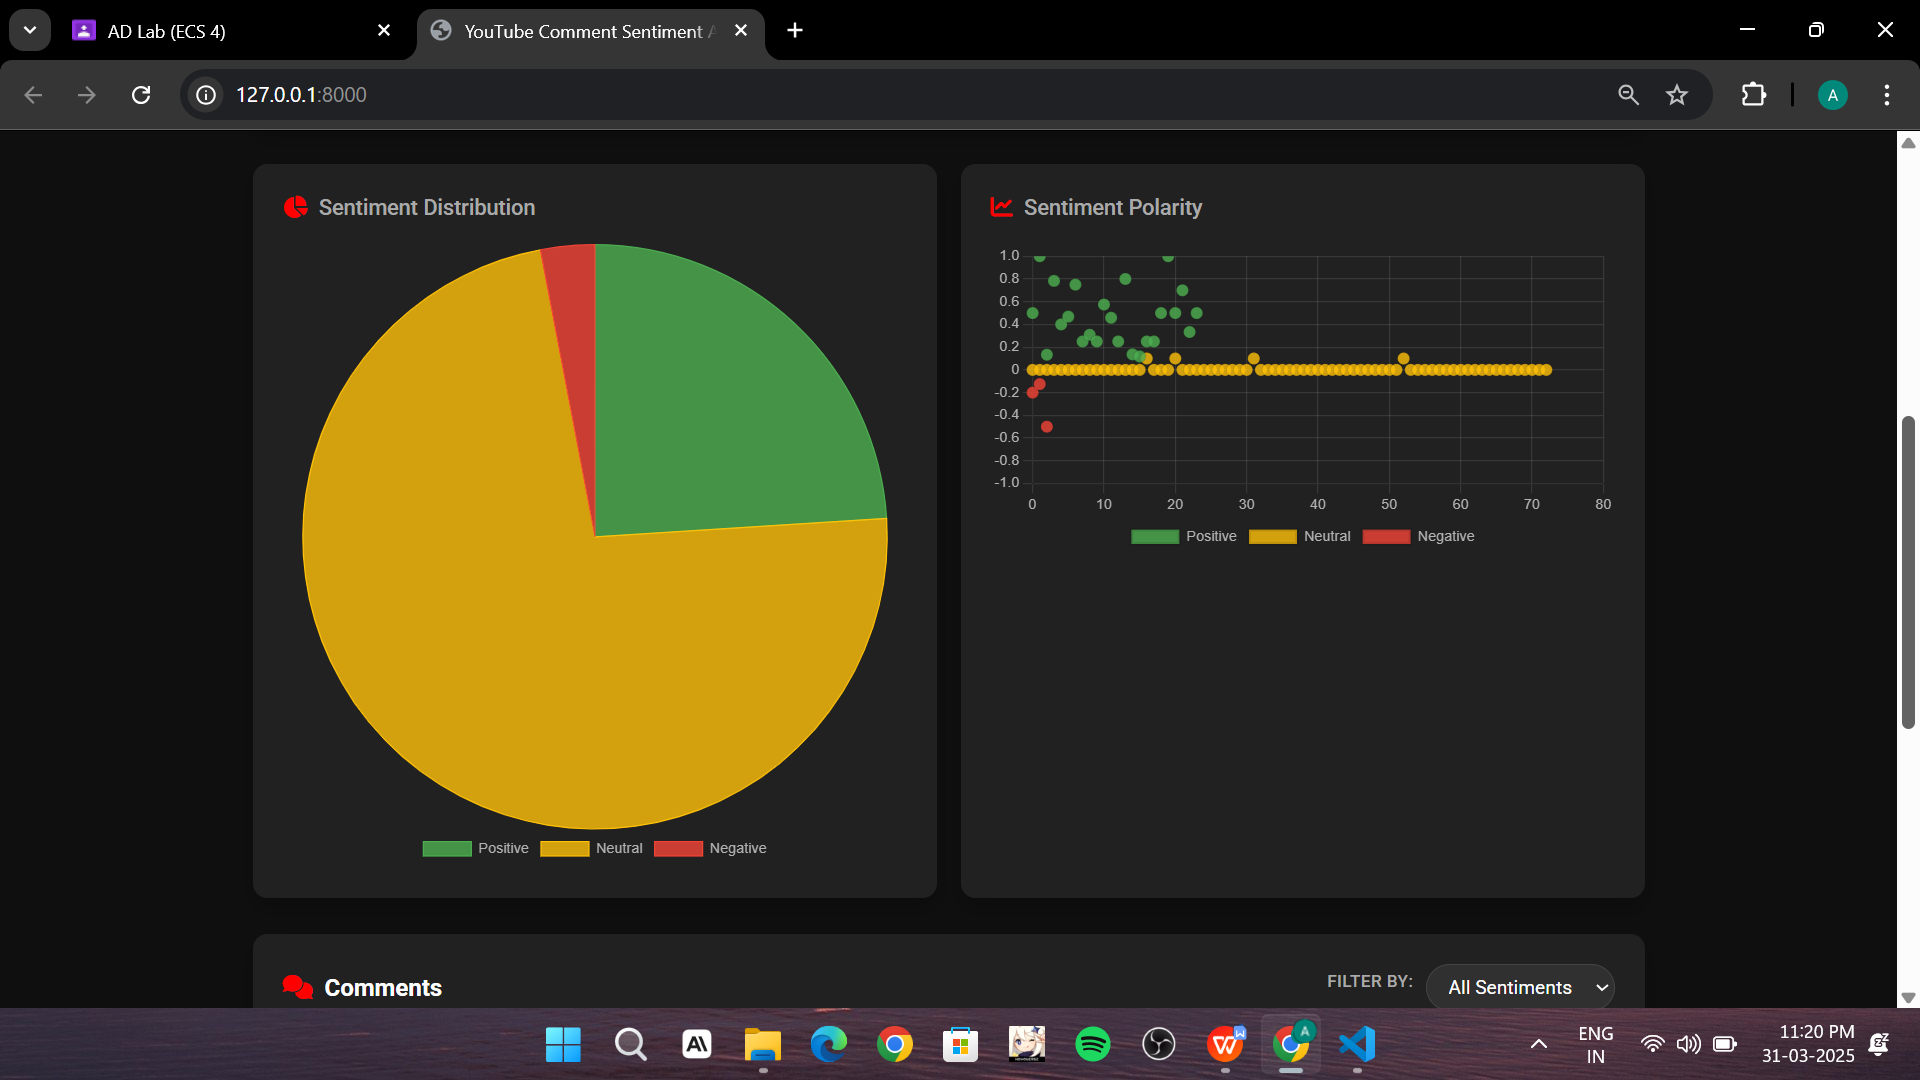 AD Lab (ECS 4)
YouTube Comment Sentiment A
127.0.0.1:8000
A
Sentiment Distribution
Positive Neutral Negative
Sentiment Polarity
1.0
0.8
0.6
0.4
0.2
0
-0.2
-0.4
-0.6
-0.8
-1.0
0 10 20 30 40 50 60 70 80
Positive Neutral Negative
Comments
FILTER BY: All Sentiments
ENG
IN
11:20 PM
31-03-2025